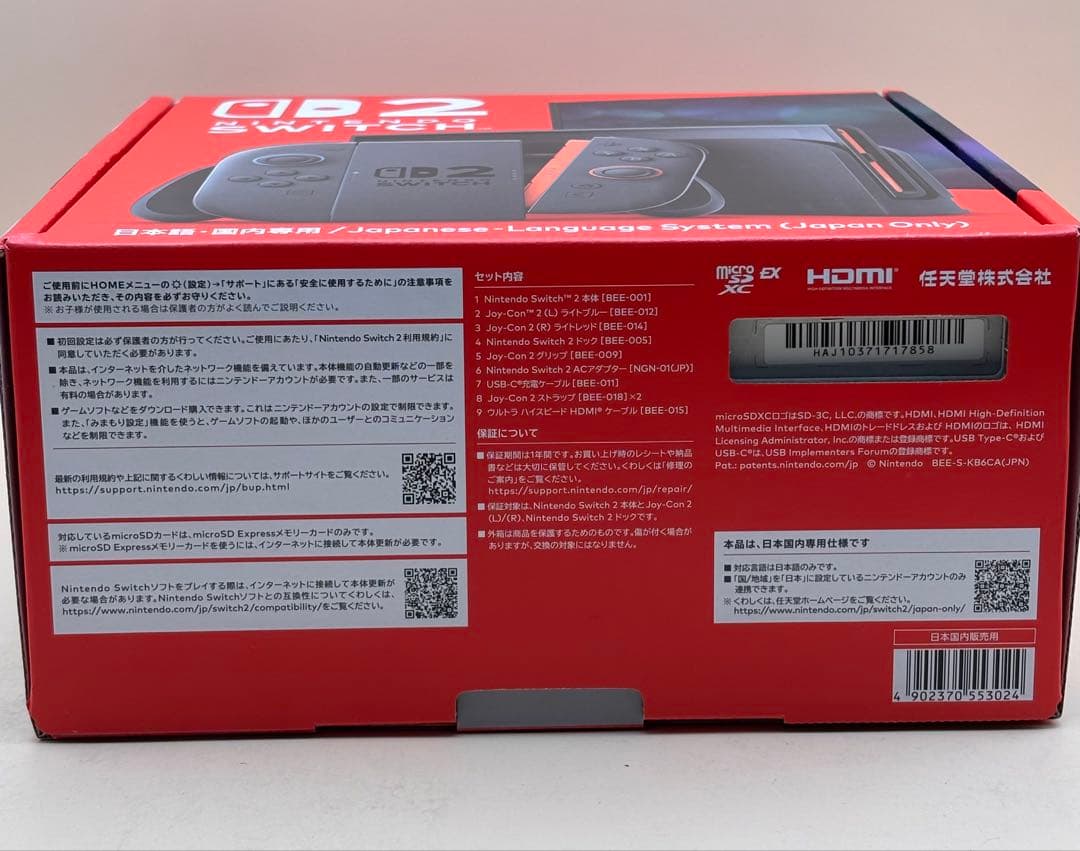 2
NINTENDO
SWITCH
2
NINTENDO
SWITCH
日本語・国内専用 / Japanese-Language System (Japan Only)
ご使用前にHOMEメニューの(設定)→「サポート」にある「安全に使用するために」の注意事項を
お読みいただき、その内容を必ずお守りください。
※お子様が使用される場合は保護者の方がよく読んでご説明ください。
■初回設定は必ず保護者の方が行ってください。ご使用にあたり、「Nintendo Switch 2利用規約」に
同意していただく必要があります。
■本品は、インターネットを介したネットワーク機能を備えています。本体機能の自動更新などの一部を
除き、ネットワーク機能を利用するにはニンテンドーアカウントが必要です。また、一部のサービスは
有料の場合があります。
■ゲームソフトなどをダウンロード購入できます。これはニンテンドーアカウントの設定で制限できます。
また、「みまもり設定」機能を使うと、ゲームソフトの起動や、ほかのユーザーとのコミュニケーション
などを制限できます。
最新の利用規約や上記に関するくわしい情報については、サポートサイトをご覧ください。
https://support.nintendo.com/jp/bup.html
対応しているmicroSDカードは、microSD Expressメモリーカードのみです。
※microSD Expressメモリーカードを使うには、インターネットに接続して本体更新が必要です。
Nintendo Switchソフトをプレイする際は、インターネットに接続して本体更新が
必要な場合があります。Nintendo Switchソフトとの互換性についてくわしくは、
https://www.nintendo.com/jp/switch2/compatibility/をご覧ください。
セット内容
1 Nintendo Switch™ 2 本体 [BEE-001]
2 Joy-Con™ 2 (L) ライトブルー [BEE-012]
3 Joy-Con 2 (R) ライトレッド [BEE-014]
4 Nintendo Switch 2 ドック [BEE-005]
5 Joy-Con 2 グリップ [BEE-009]
6 Nintendo Switch 2 ACアダプター [NGN-01(JP)]
7 USB-C®充電ケーブル [BEE-011]
8 Joy-Con 2 ストラップ [BEE-018]×2
9 ウルトラ ハイスピード HDMI® ケーブル [BEE-015]
保証について
■保証期間は1年間です。お買い上げ時のレシートや納品
書などは大切に保管してください。くわしくは「修理の
ご案内」をご覧ください。
https://support.nintendo.com/jp/repair/
■保証対象は、Nintendo Switch 2 本体とJoy-Con 2
(L)/(R)、Nintendo Switch 2 ドックです。
■外箱は商品を保護するためのものです。傷が付く場合が
ありますが、交換の対象にはなりません。
micro SD XC EX
HDMI®
HIGH-DEFINITION MULTIMEDIA INTERFACE
任天堂株式会社
HAJ10371717858
microSDXCロゴはSD-3C, LLC.の商標です。HDMI、HDMI High-Definition
Multimedia Interface、HDMIのトレードドレスおよび HDMIのロゴは、HDMI
Licensing Administrator, Inc.の商標または登録商標です。USB Type-C®および
USB-C®は、USB Implementers Forumの登録商標です。
Pat.: patents.nintendo.com/jp © Nintendo BEE-S-KB6CA(JPN)
本品は、日本国内専用仕様です
■対応言語は日本語のみです。
■「国/地域」を「日本」に設定しているニンテンドーアカウントのみ
連携できます。
※くわしくは、任天堂ホームページをご覧ください。
https://www.nintendo.com/jp/switch2/japan-only/
日本国内販売用
4 902370 553024